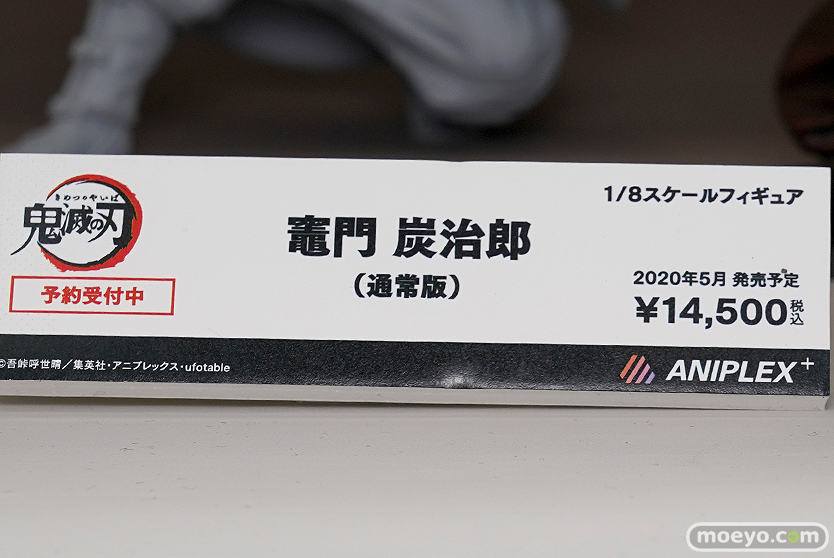 きめつのやいば
鬼滅の刃
予約受付中
竈門 炭治郎
(通常版)
1/8スケールフィギュア
2020年5月 発売予定
¥14,500税込
©吾峠呼世晴/集英社・アニプレックス・ufotable
ANIPLEX+
moeyo.com